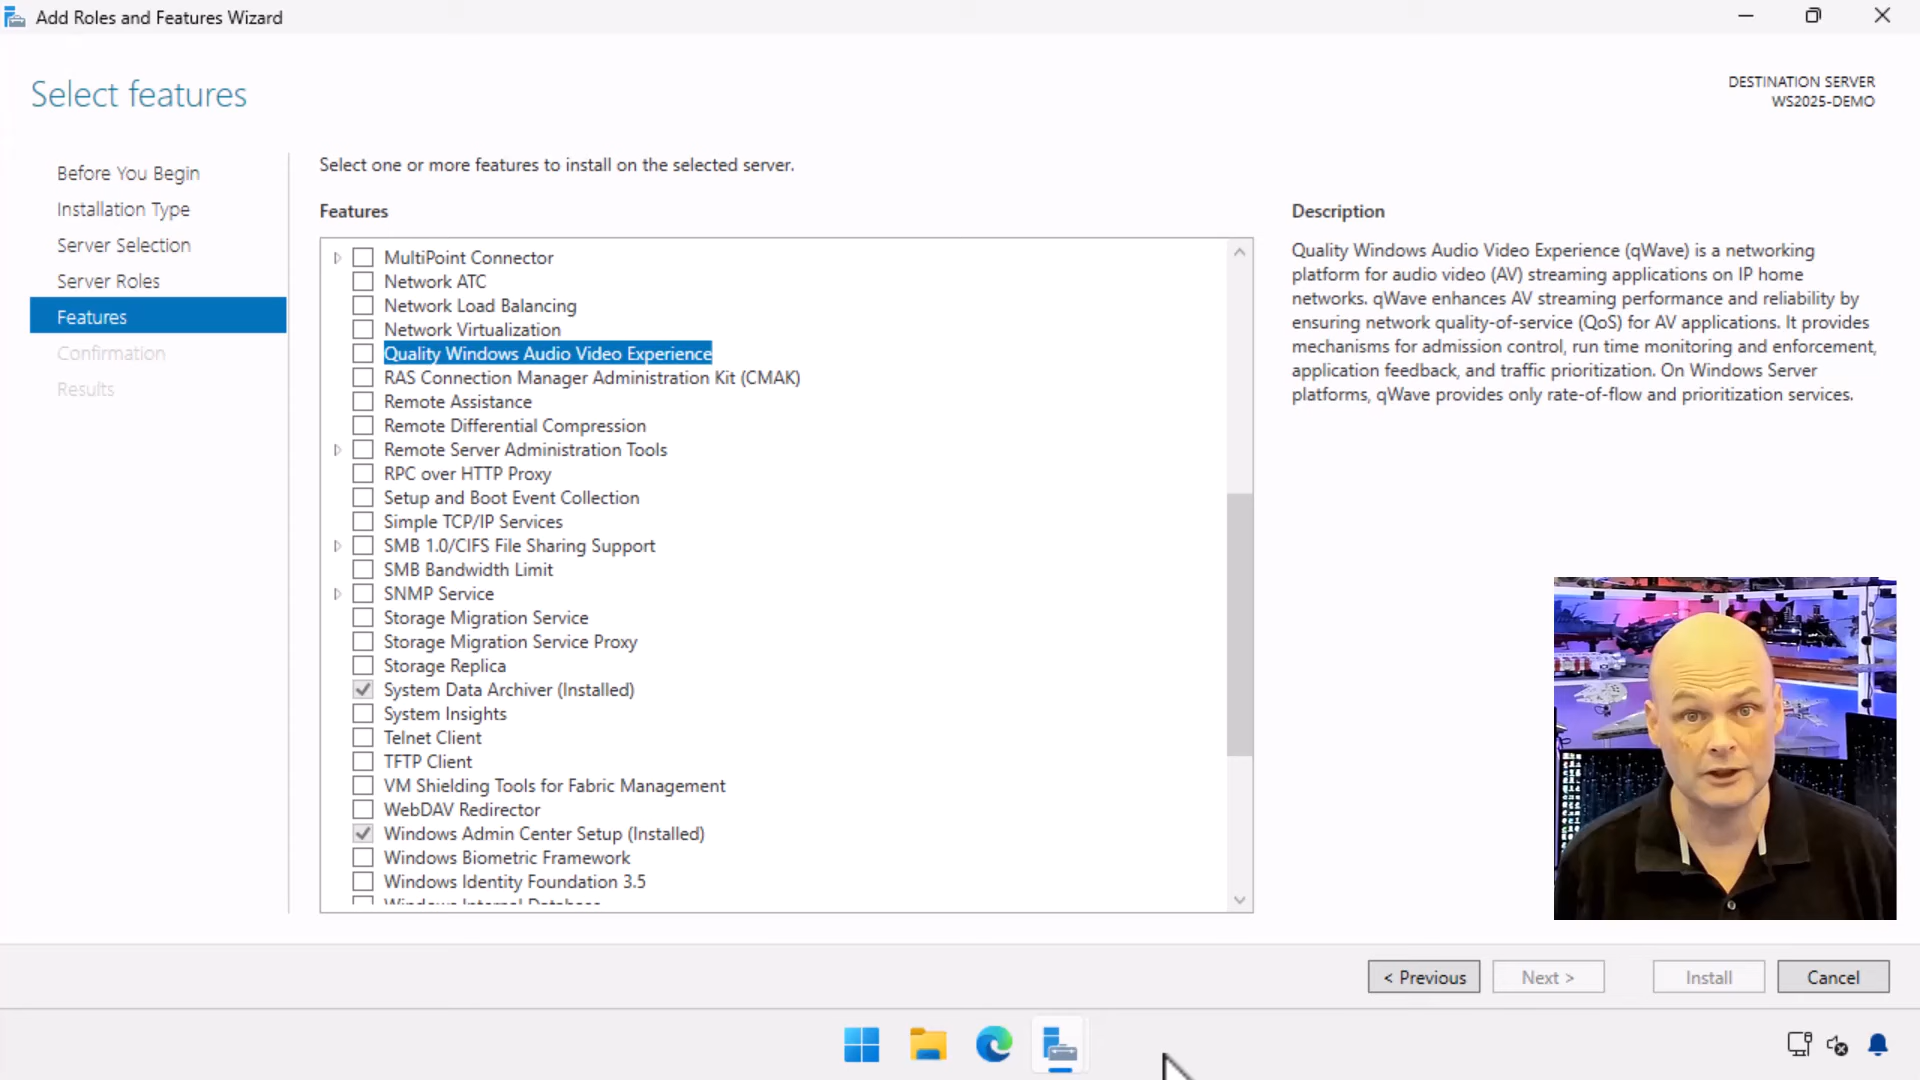 Add Roles and Features Wizard
Select features
DESTINATION SERVER
WS2025-DEMO
Before You Begin
Installation Type
Server Selection
Server Roles
Features
Confirmation
Results
Select one or more features to install on the selected server.
Features
MultiPoint Connector
Network ATC
Network Load Balancing
Network Virtualization
Quality Windows Audio Video Experience
RAS Connection Manager Administration Kit (CMAK)
Remote Assistance
Remote Differential Compression
Remote Server Administration Tools
RPC over HTTP Proxy
Setup and Boot Event Collection
Simple TCP/IP Services
SMB 1.0/CIFS File Sharing Support
SMB Bandwidth Limit
SNMP Service
Storage Migration Service
Storage Migration Service Proxy
Storage Replica
System Data Archiver (Installed)
System Insights
Telnet Client
TFTP Client
VM Shielding Tools for Fabric Management
WebDAV Redirector
Windows Admin Center Setup (Installed)
Windows Biometric Framework
Windows Identity Foundation 3.5
Windows Internal Database
Description
Quality Windows Audio Video Experience (qWave) is a networking
platform for audio video (AV) streaming applications on IP home
networks. qWave enhances AV streaming performance and reliability by
ensuring network quality-of-service (QoS) for AV applications. It provides
mechanisms for admission control, run time monitoring and enforcement,
application feedback, and traffic prioritization. On Windows Server
platforms, qWave provides only rate-of-flow and prioritization services.
< Previous
Next >
Install
Cancel